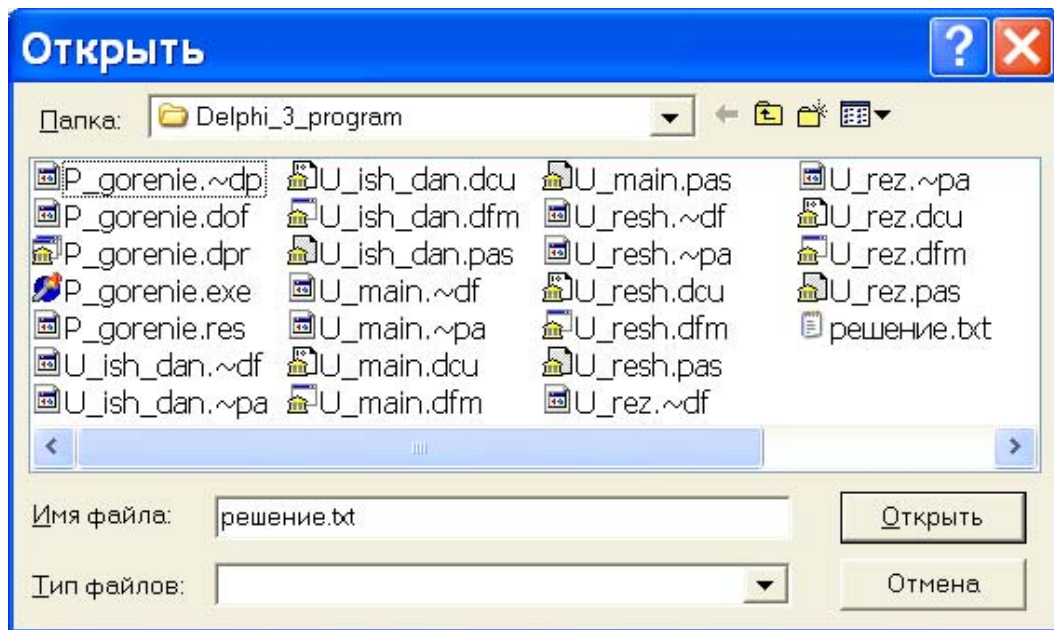 Открыть
Папка: Delphi_3_program
P_gorenie.~dp U_ish_dan.dcu U_main.pas U_rez.~pa
P_gorenie.dof U_ish_dan.dfm U_resh.~df U_rez.dcu
P_gorenie.dpr U_ish_dan.pas U_resh.~pa U_rez.dfm
P_gorenie.exe U_main.~df U_resh.dcu U_rez.pas
P_gorenie.res U_main.~pa U_resh.dfm решение.txt
U_ish_dan.~df U_main.dcu U_resh.pas
U_ish_dan.~pa U_main.dfm U_rez.~df
Имя файла: решение.txt Открыть
Тип файлов: Отмена